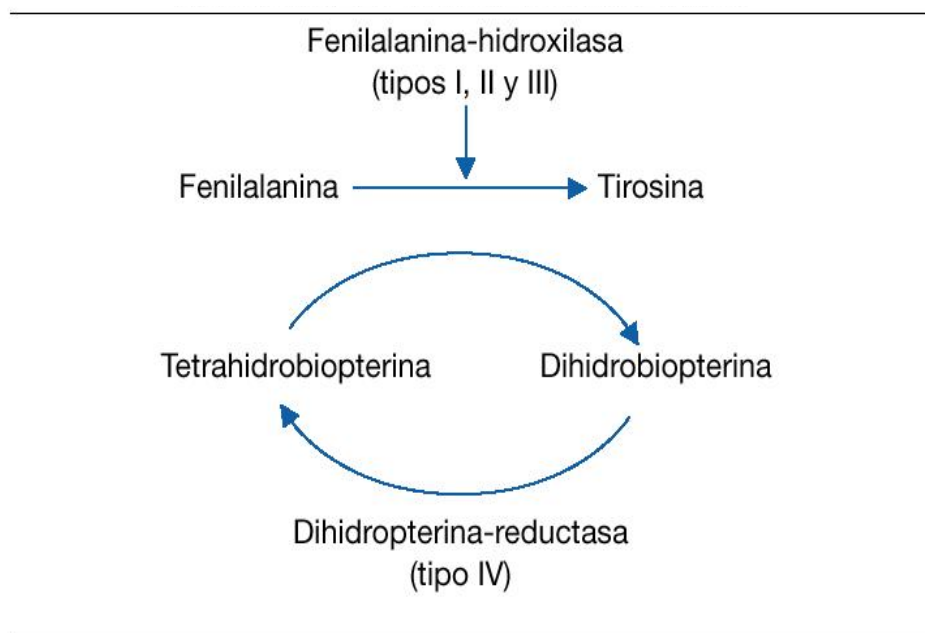 Fenilalanina-hidroxilasa
(tipos I, II y III)
Fenilalanina
Tirosina
Tetrahidrobiopterina
Dihidrobiopterina
Dihidropterina-reductasa
(tipo IV)